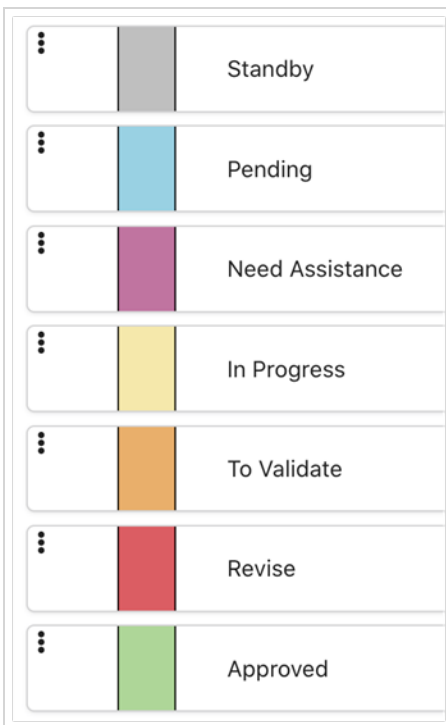 Standby
Pending
Need Assistance
In Progress
To Validate
Revise
Approved